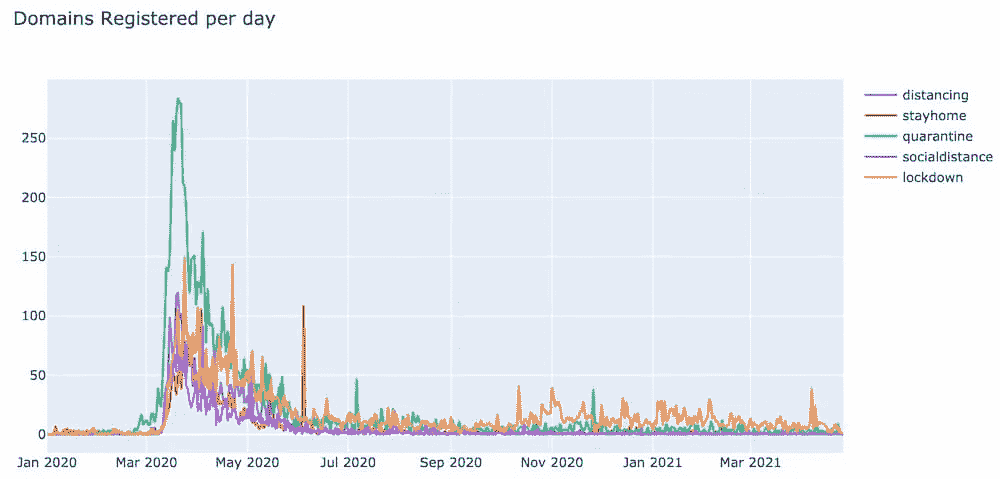 Domains Registered per day
distancing
stayhome
quarantine
socialdistance
lockdown
250
200
150
100
50
0
Jan 2020
Mar 2020
May 2020
Jul 2020
Sep 2020
Nov 2020
Jan 2021
Mar 2021